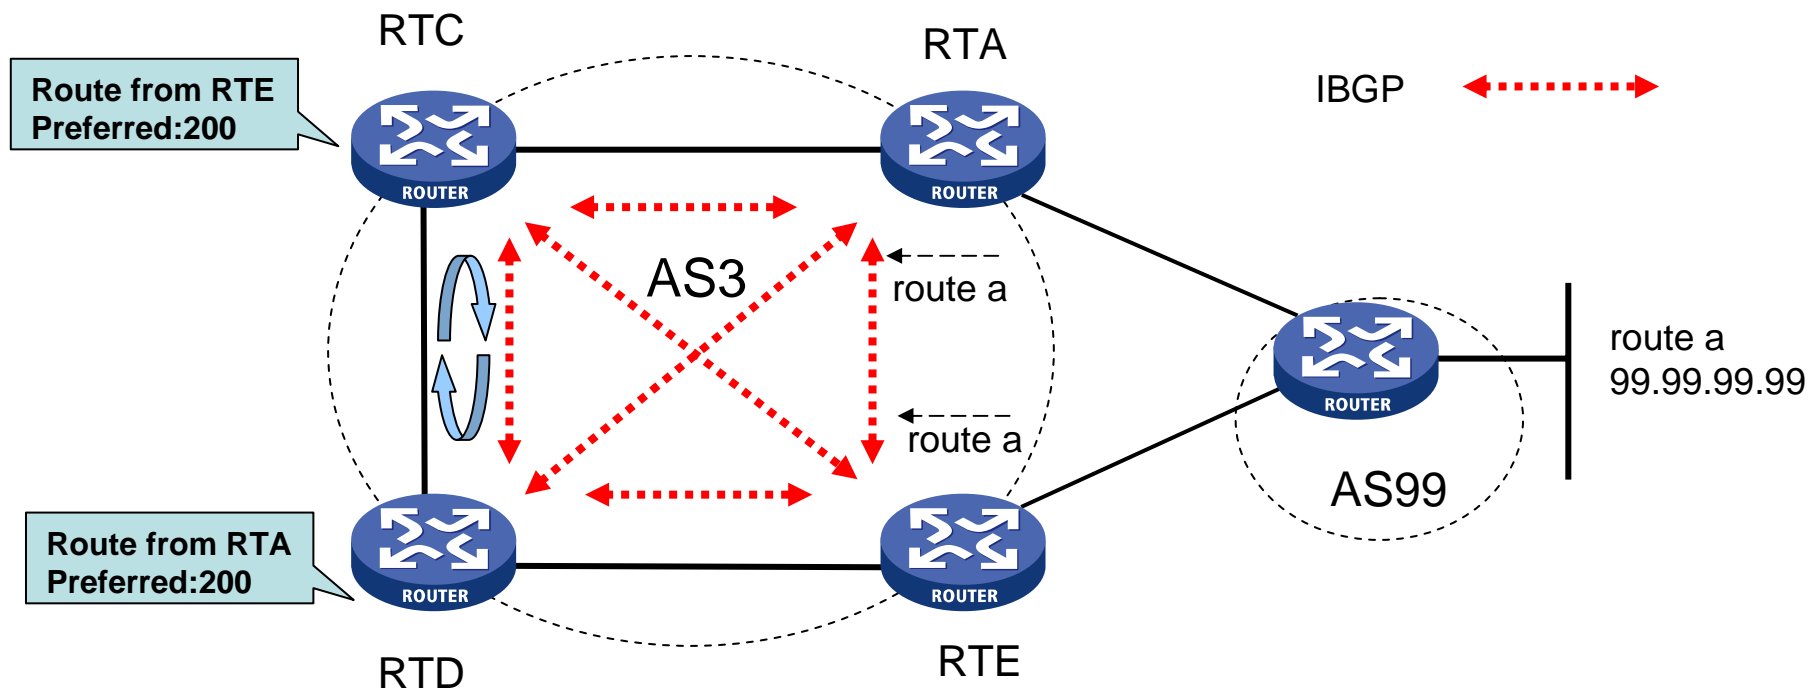 RTC
RTA
Route from RTE
Preferred:200
IBGP
ROUTER
ROUTER
AS3
route a
route a
99.99.99.99
ROUTER
route a
AS99
Route from RTA
Preferred:200
ROUTER
ROUTER
RTD
RTE